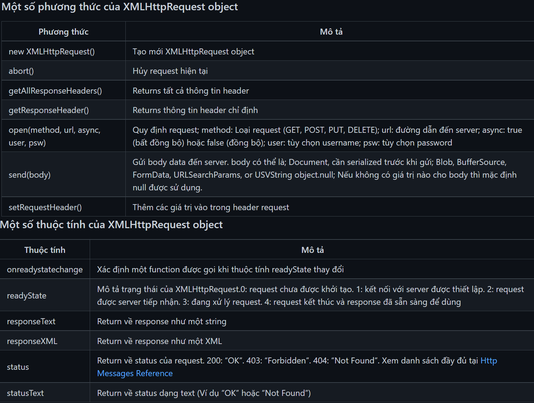 Một số phương thức của XMLHttpRequest object
Phương thức Mô tả
new XMLHttpRequest() Tạo mới XMLHttpRequest object
abort() Hủy request hiện tại
getAllResponseHeaders() Returns tất cả thông tin header
getResponseHeader() Returns thông tin header chỉ định
open(method, url, async, Quy định request; method: Loại request (GET, POST, PUT, DELETE); url: đường dẫn đến server; async: true
user, psw) (bất đồng bộ) hoặc false (đồng bộ); user: tùy chọn username; psw: tùy chọn password
Gửi body data đến server. body có thể là; Document, cần serialized trước khi gửi; Blob, BufferSource,
send(body) FormData, URLSearchParams, or USVString object.null; Nếu không có giá trị nào cho body thì mặc định
null được sử dụng.
setRequestHeader() Thêm các giá trị vào trong header request
Một số thuộc tính của XMLHttpRequest object
Thuộc tính Mô tả
onreadystatechange Xác định một function được gọi khi thuộc tính readyState thay đổi
readyState Mô tả trạng thái của XMLHttpRequest.0: request chưa được khởi tạo. 1: kết nối với server được thiết lập. 2: request
được server tiếp nhận. 3: đang xử lý request. 4: request kết thúc và response đã sẵn sàng để dùng
responseText Return về response như một string
responseXML Return về response như một XML
status Return về status của request. 200: "OK". 403: "Forbidden". 404: "Not Found". Xem danh sách đầy đủ tại Http
Messages Reference
statusText Return về status dạng text (Ví dụ "OK" hoặc "Not Found")